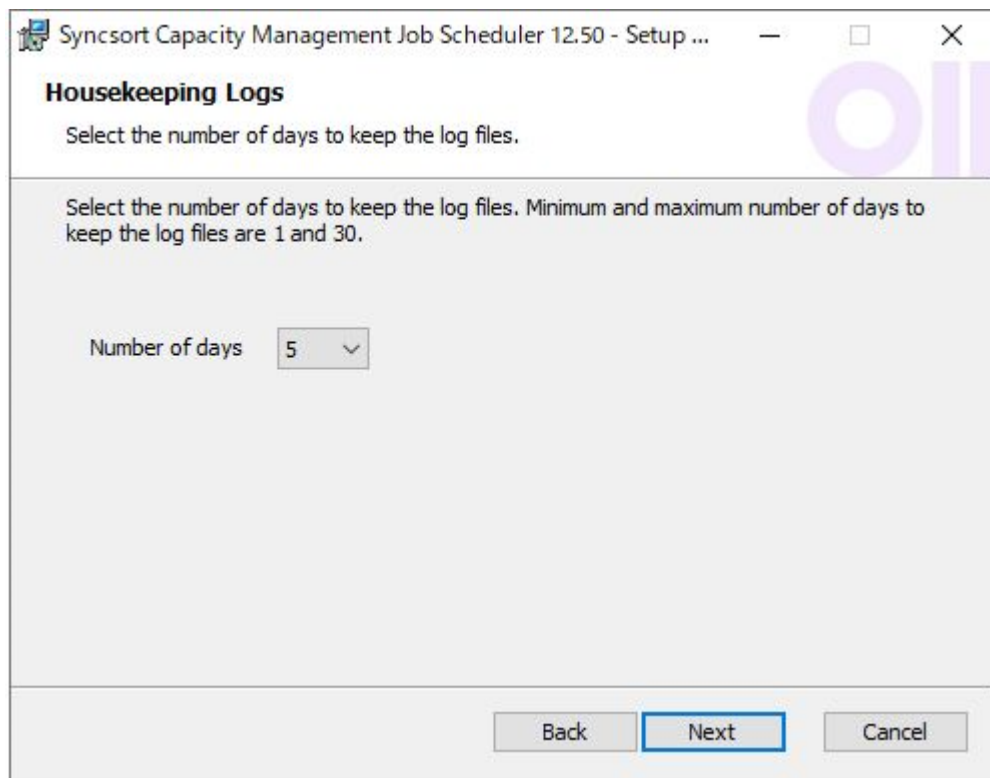 Syncsort Capacity Management Job Scheduler 12.50 - Setup ...
Housekeeping Logs
Select the number of days to keep the log files.
Select the number of days to keep the log files. Minimum and maximum number of days to
keep the log files are 1 and 30.
Number of days 5
Back Next Cancel